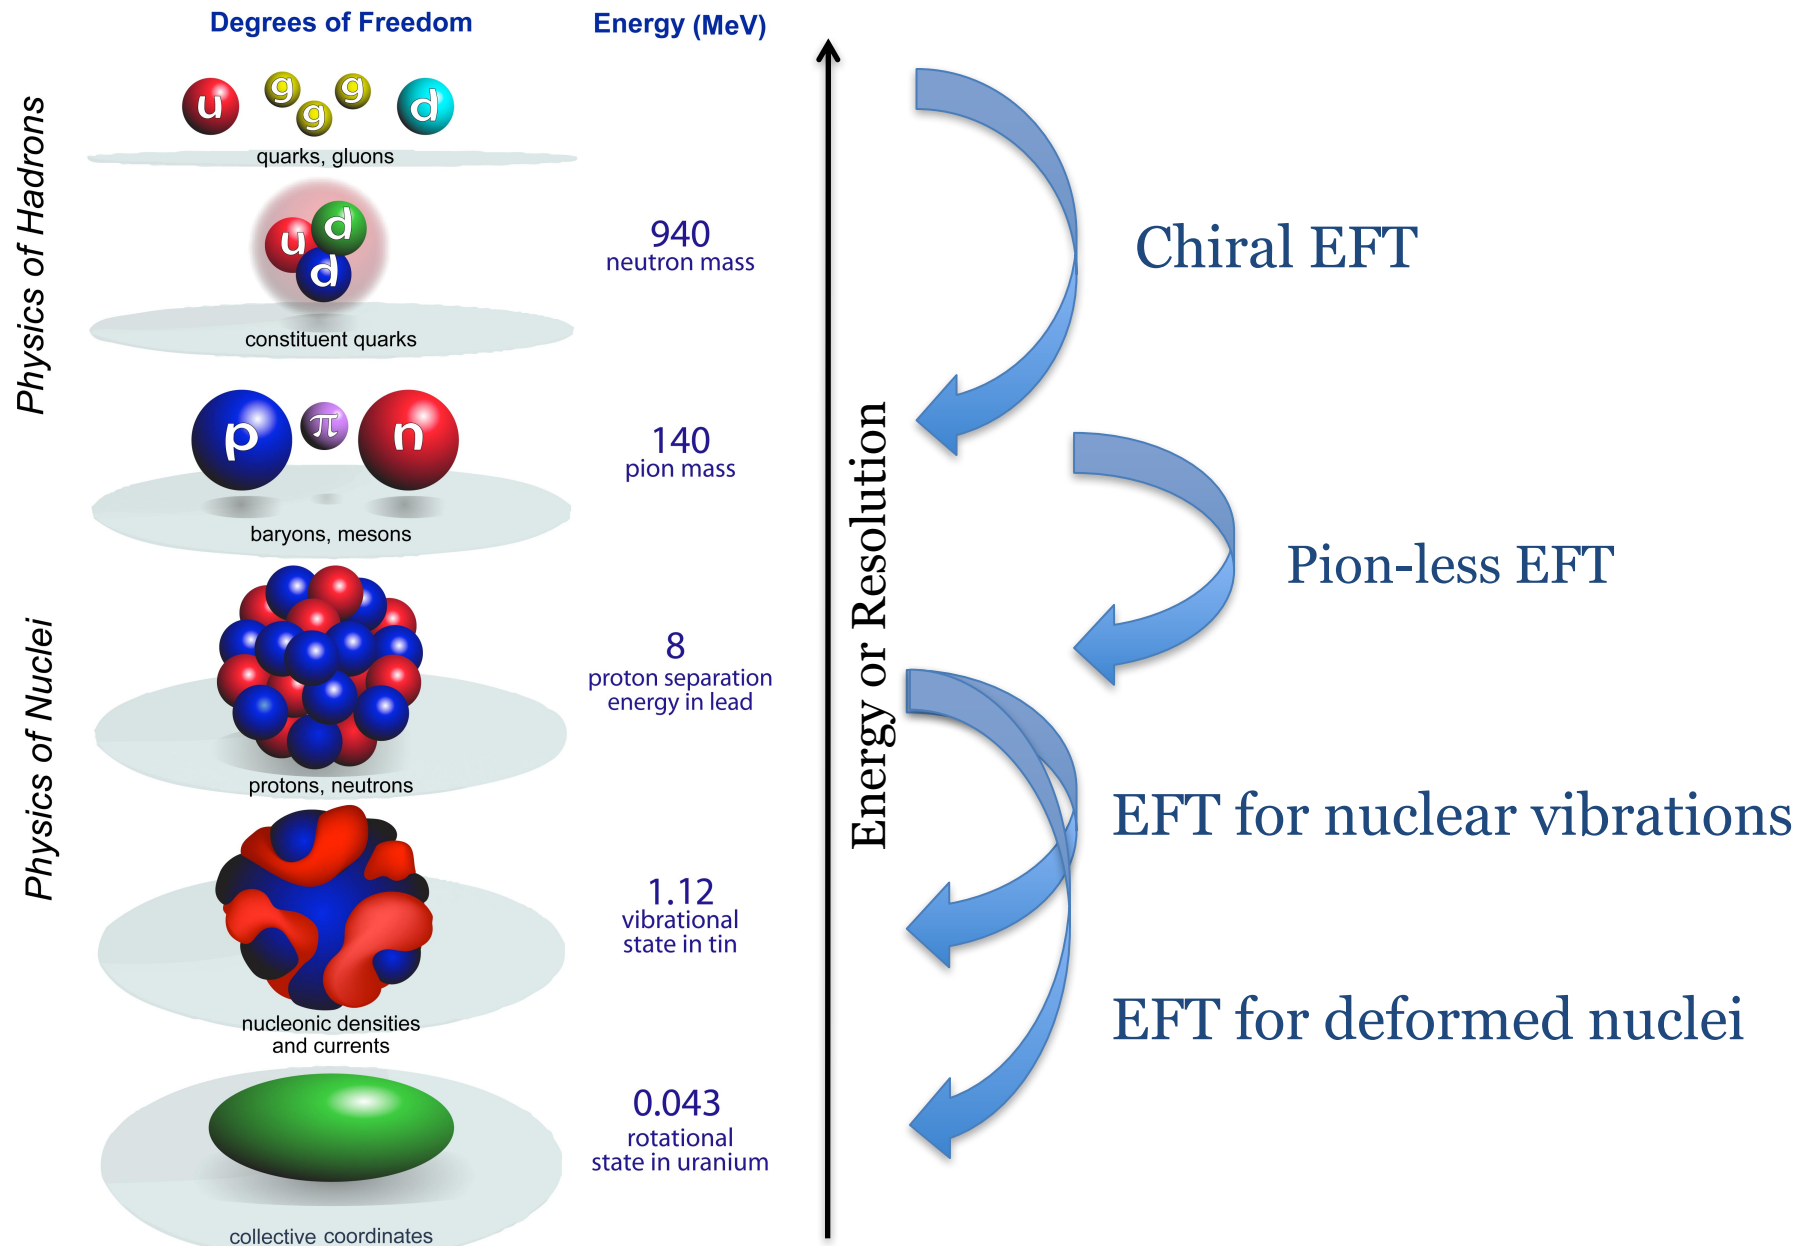 Degrees of Freedom
Energy (MeV)
Physics of Hadrons
u g g g d
quarks, gluons
u d d
940
neutron mass
constituent quarks
p π n
140
pion mass
baryons, mesons
Physics of Nuclei
8
proton separation
energy in lead
protons, neutrons
1.12
vibrational
state in tin
nucleonic densities
and currents
0.043
rotational
state in uranium
collective coordinates
Energy or Resolution
Chiral EFT
Pion-less EFT
EFT for nuclear vibrations
EFT for deformed nuclei